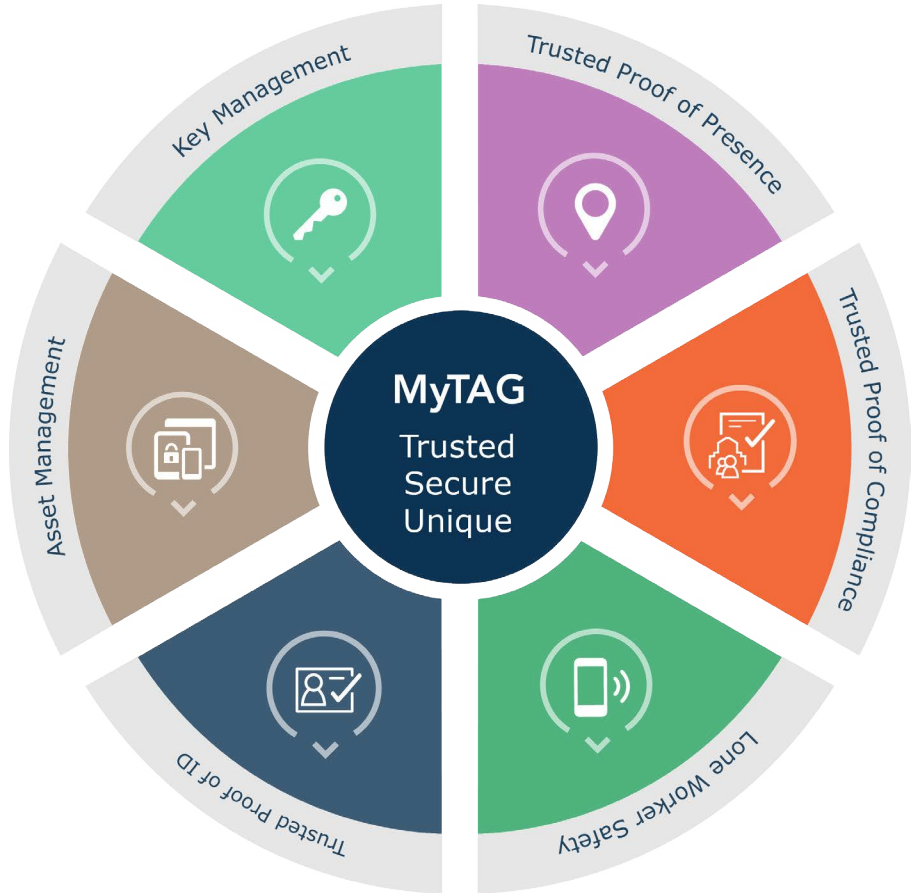 MyTAG
Trusted
Secure
Unique
Key Management
Trusted Proof of Presence
Trusted Proof of Compliance
Lone Worker Safety
Trusted Proof of ID
Asset Management